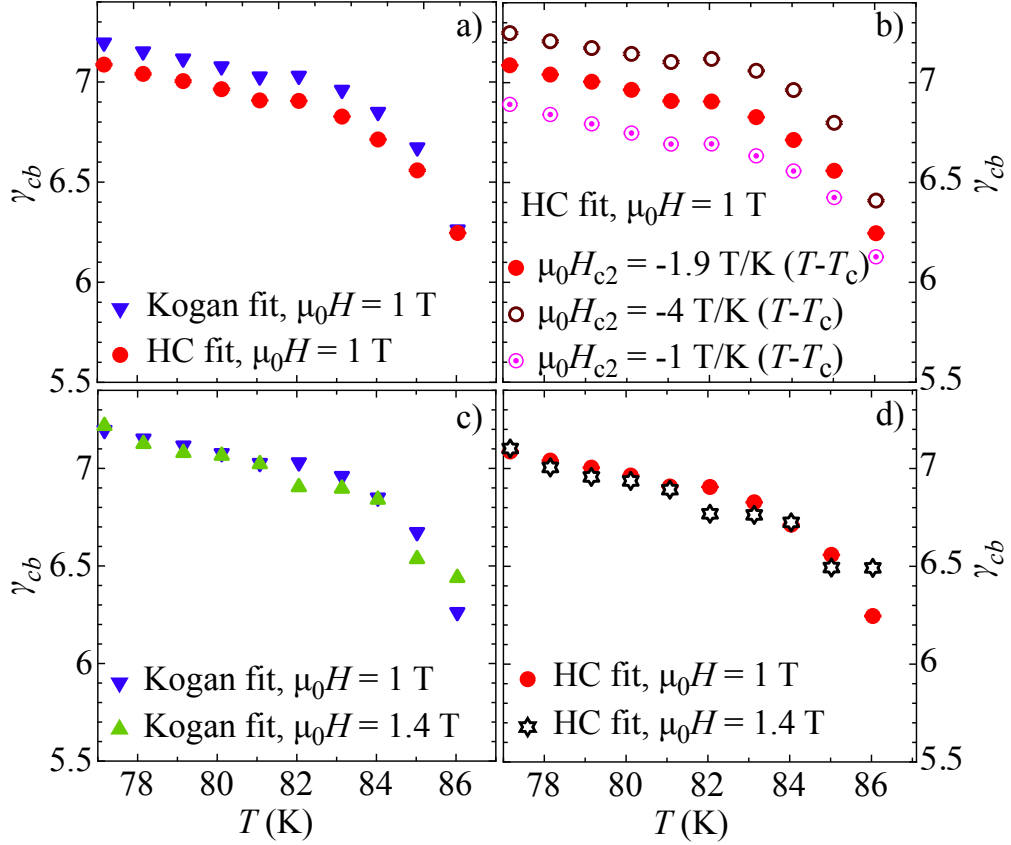 a)
7
6.5
6
5.5
γcb
Kogan fit, μ0H = 1 T
HC fit, μ0H = 1 T
b)
7
6.5
6
5.5
γcb
HC fit, μ0H = 1 T
μ0Hc2 = -1.9 T/K (T-Tc)
μ0Hc2 = -4 T/K (T-Tc)
μ0Hc2 = -1 T/K (T-Tc)
c)
7
6.5
6
5.5
γcb
Kogan fit, μ0H = 1 T
Kogan fit, μ0H = 1.4 T
78 80 82 84 86
T (K)
d)
7
6.5
6
5.5
γcb
HC fit, μ0H = 1 T
HC fit, μ0H = 1.4 T
78 80 82 84 86
T (K)